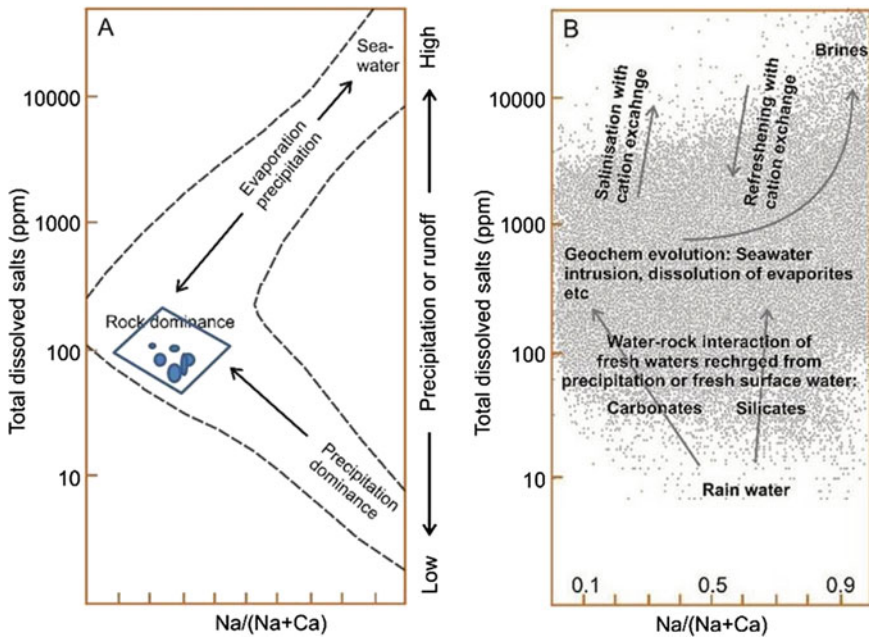 A
Total dissolved salts (ppm)
10000
1000
100
10
Sea-
water
Evaporation
precipitation
Rock dominance
Precipitation
dominance
Na/(Na+Ca)
High
Precipitation or runoff
Low
B
Total dissolved salts (ppm)
10000
1000
100
10
Brines
Salinisation with
cation excahnge
Refreshening with
cation exchange
Geochem evolution: Seawater
intrusion, dissolution of evaporites
etc
Water-rock interaction of
fresh waters rechrged from
precipitation or fresh surface water:
Carbonates Silicates
Rain water
0.1 0.5 0.9
Na/(Na+Ca)